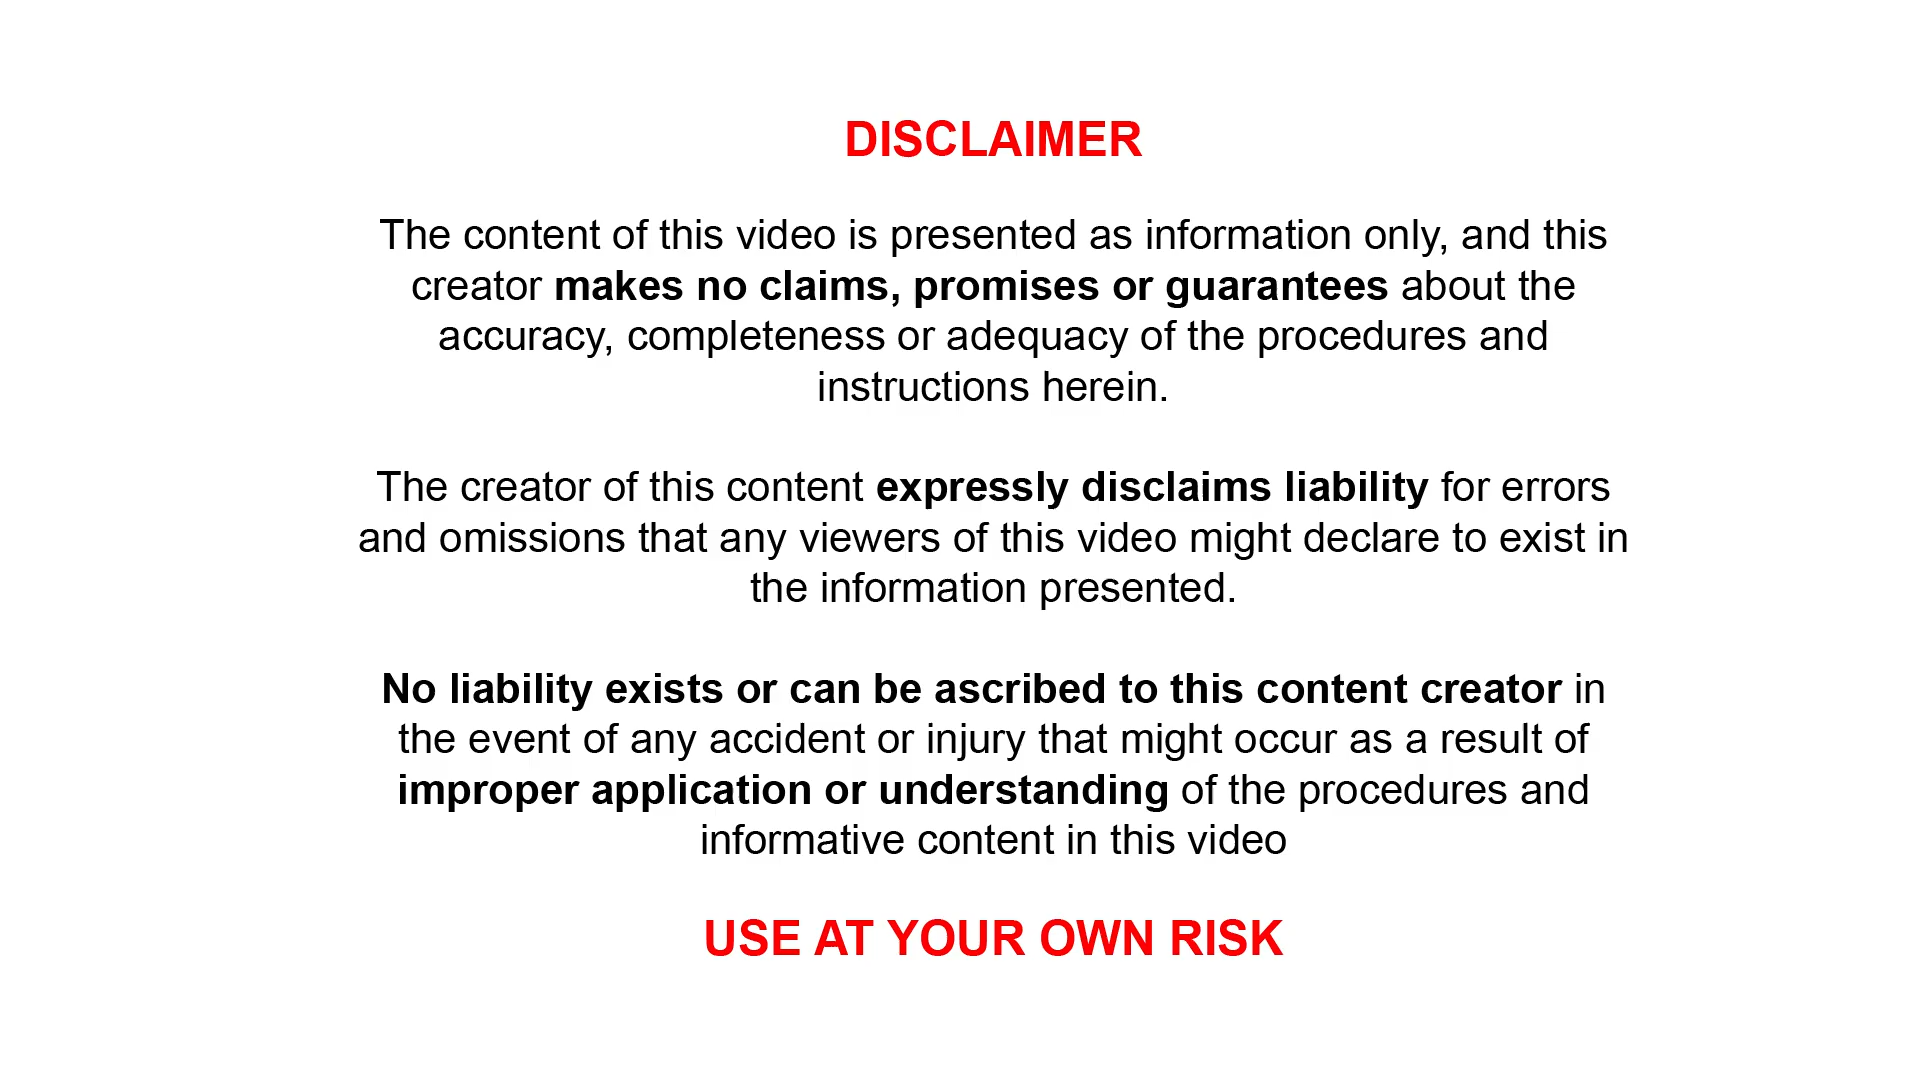 DISCLAIMER
The content of this video is presented as information only, and this
creator makes no claims, promises or guarantees about the
accuracy, completeness or adequacy of the procedures and
instructions herein.
The creator of this content expressly disclaims liability for errors
and omissions that any viewers of this video might declare to exist in
the information presented.
No liability exists or can be ascribed to this content creator in
the event of any accident or injury that might occur as a result of
improper application or understanding of the procedures and
informative content in this video
USE AT YOUR OWN RISK